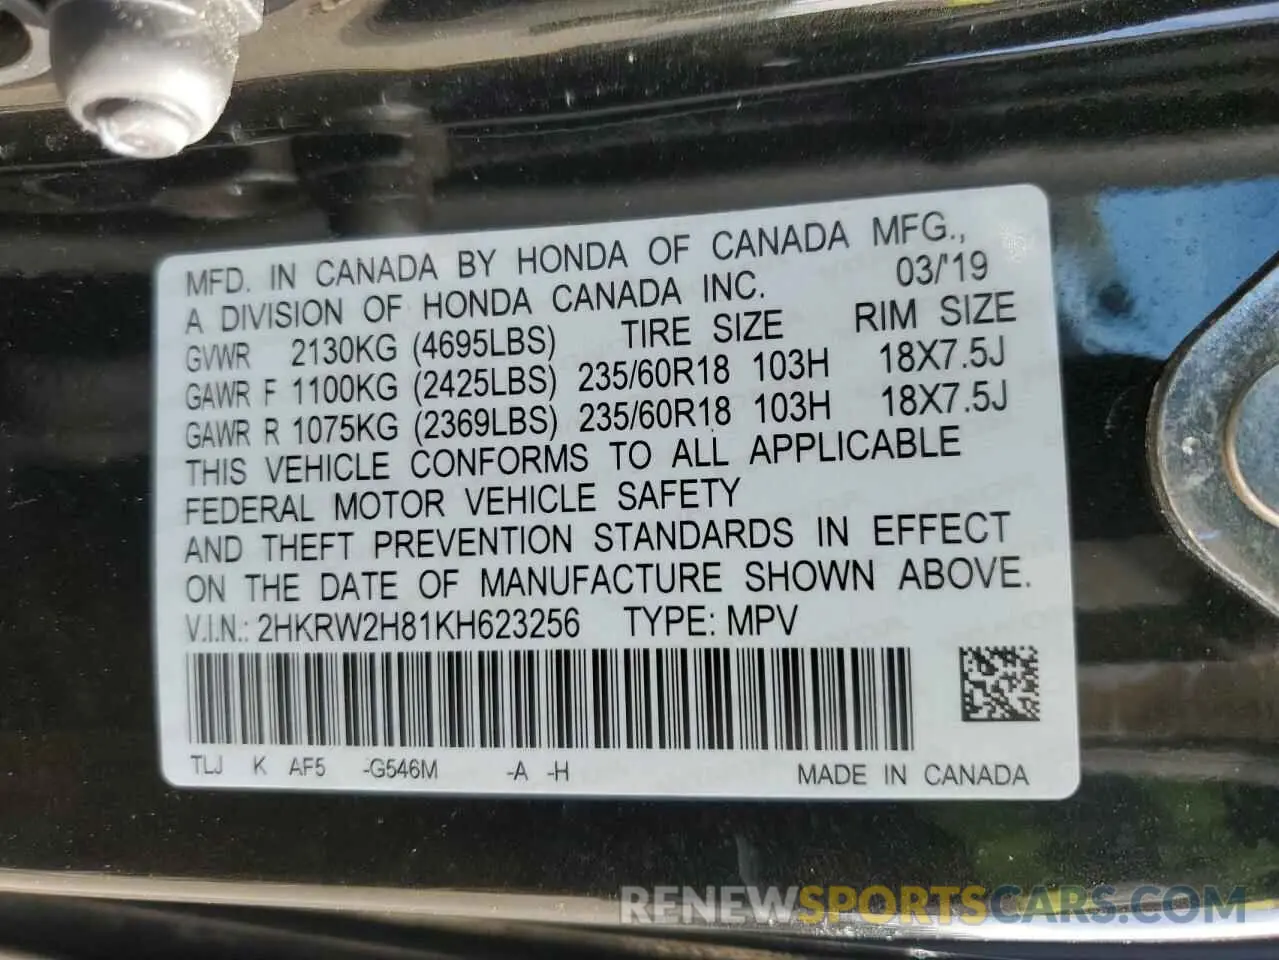 MFD. IN CANADA BY HONDA OF CANADA MFG.,
A DIVISION OF HONDA CANADA INC. 03/'19
GVWR 2130KG (4695LBS) TIRE SIZE RIM SIZE
GAWR F 1100KG (2425LBS) 235/60R18 103H 18X7.5J
GAWR R 1075KG (2369LBS) 235/60R18 103H 18X7.5J
THIS VEHICLE CONFORMS TO ALL APPLICABLE
FEDERAL MOTOR VEHICLE SAFETY
AND THEFT PREVENTION STANDARDS IN EFFECT
ON THE DATE OF MANUFACTURE SHOWN ABOVE.
V.I.N.: 2HKRW2H81KH623256 TYPE: MPV
TLJ K AF5 -G546M -A -H MADE IN CANADA
RENEWSPORTSCARS.COM